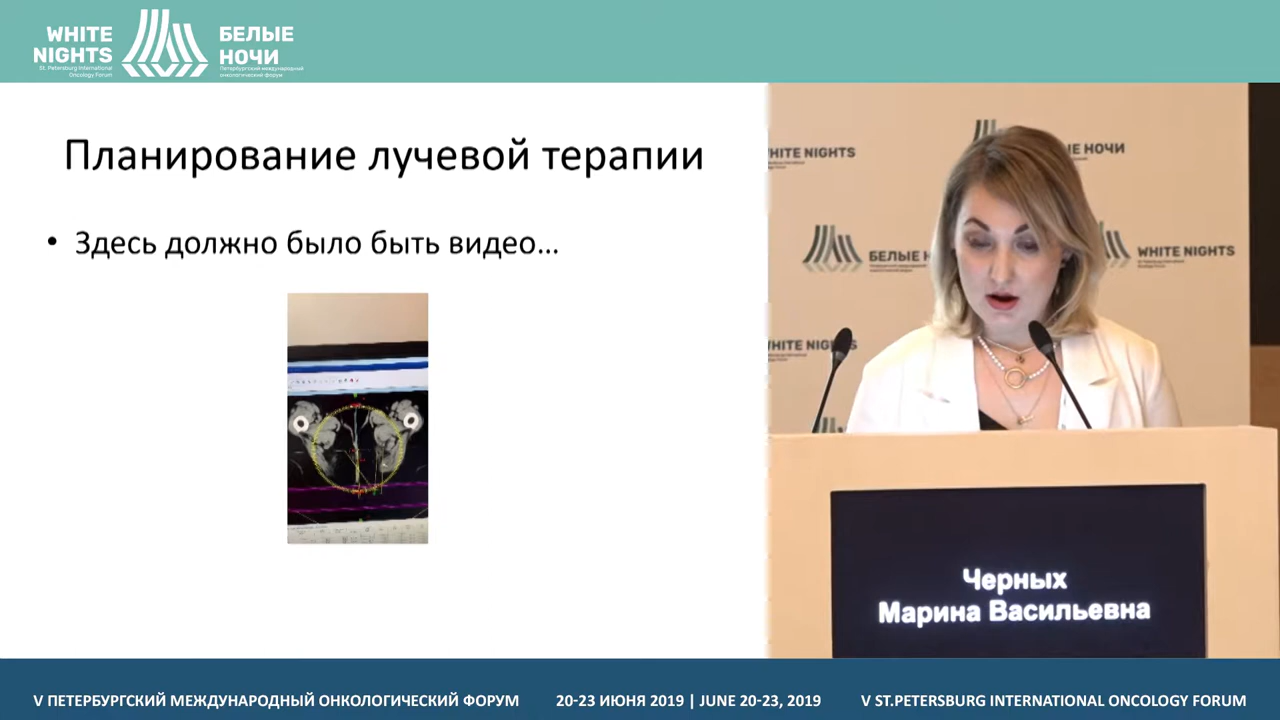 WHITE
NIGHTS
St. Petersburg International
Oncology Forum
БЕЛЫЕ
НОЧИ
Петербургский международный
онкологический форум
Планирование лучевой терапии
• Здесь должно было быть видео...
WHITE NIGHTS
БЕЛЫЕ
НОЧИ
WHITE NIGHTS
WHITE NIGHTS
Черных
Марина Васильевна
V ПЕТЕРБУРГСКИЙ МЕЖДУНАРОДНЫЙ ОНКОЛОГИЧЕСКИЙ ФОРУМ
20-23 ИЮНЯ 2019 | JUNE 20-23, 2019
V ST.PETERSBURG INTERNATIONAL ONCOLOGY FORUM